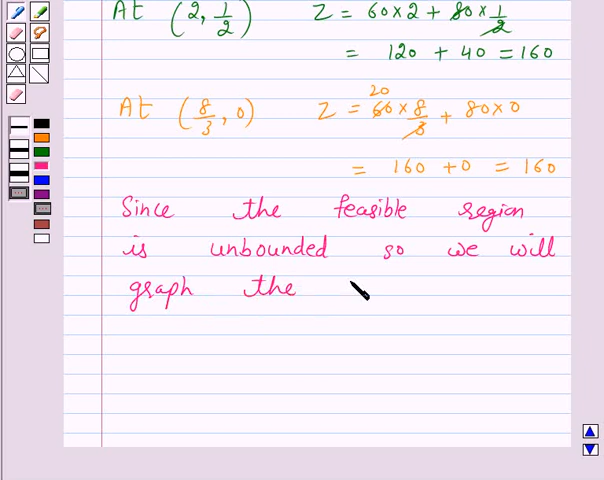 At (2, 1/2) Z = 60×2 + 80×1/2
= 120 + 40 = 160
At (8/3, 0) Z = 60×8/3 + 80×0
20
= 160 + 0 = 160
Since the feasible region
is unbounded so we will
graph the